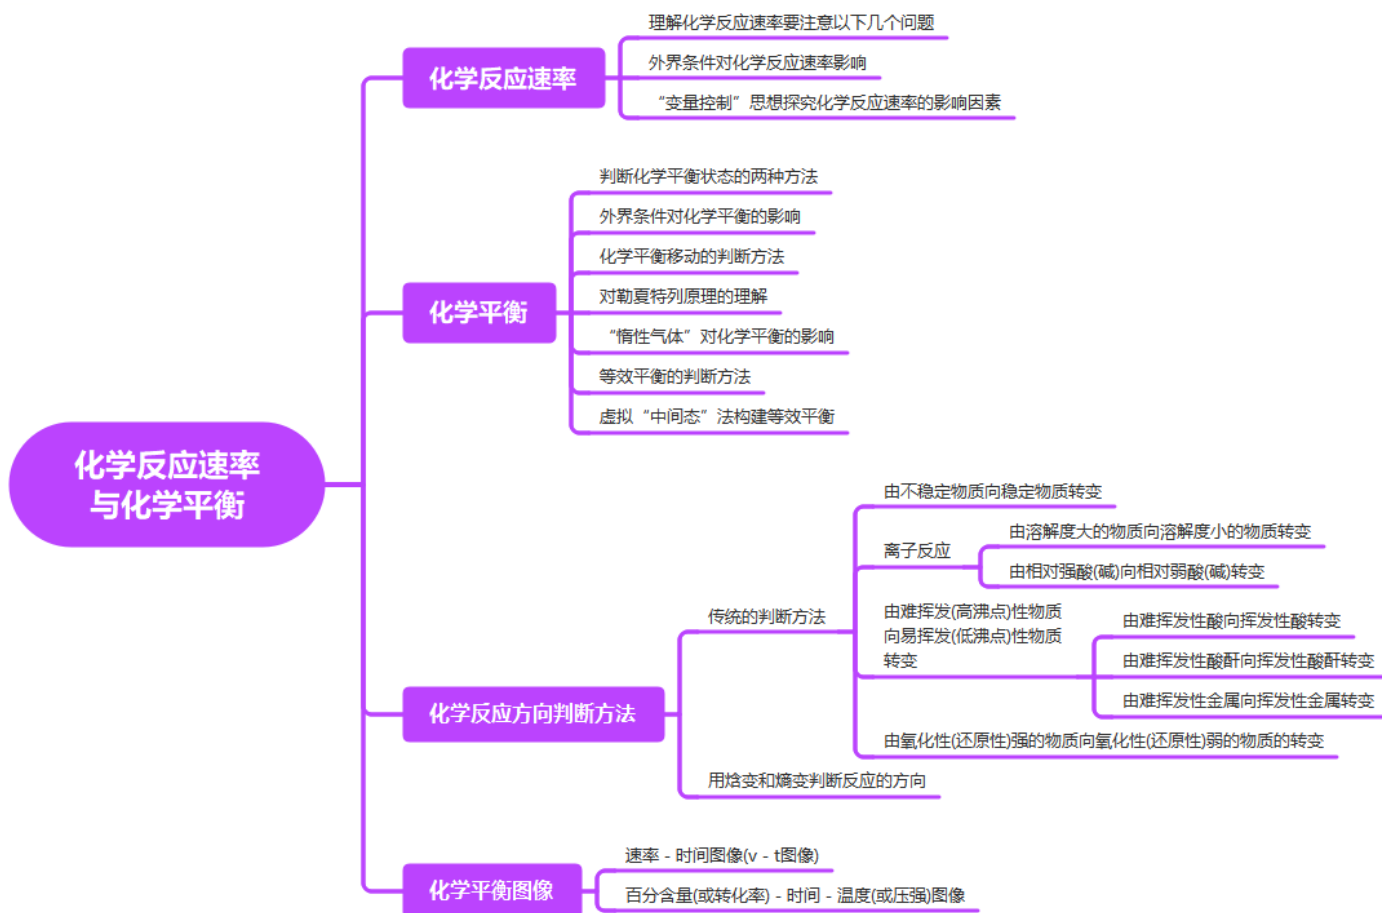 化学反应速率
与化学平衡
化学反应速率
理解化学反应速率要注意以下几个问题
外界条件对化学反应速率影响
“变量控制”思想探究化学反应速率的影响因素
化学平衡
判断化学平衡状态的两种方法
外界条件对化学平衡的影响
化学平衡移动的判断方法
对勒夏特列原理的理解
“惰性气体”对化学平衡的影响
等效平衡的判断方法
虚拟“中间态”法构建等效平衡
化学反应方向判断方法
传统的判断方法
由不稳定物质向稳定物质转变
离子反应
由溶解度大的物质向溶解度小的物质转变
由相对强酸(碱)向相对弱酸(碱)转变
由难挥发(高沸点)性物质
向易挥发(低沸点)性物质
转变
由难挥发性酸向挥发性酸转变
由难挥发性酸酐向挥发性酸酐转变
由难挥发性金属向挥发性金属转变
由氧化性(还原性)强的物质向氧化性(还原性)弱的物质的转变
用焓变和熵变判断反应的方向
化学平衡图像
速率 - 时间图像(v - t图像)
百分含量(或转化率) - 时间 - 温度(或压强)图像